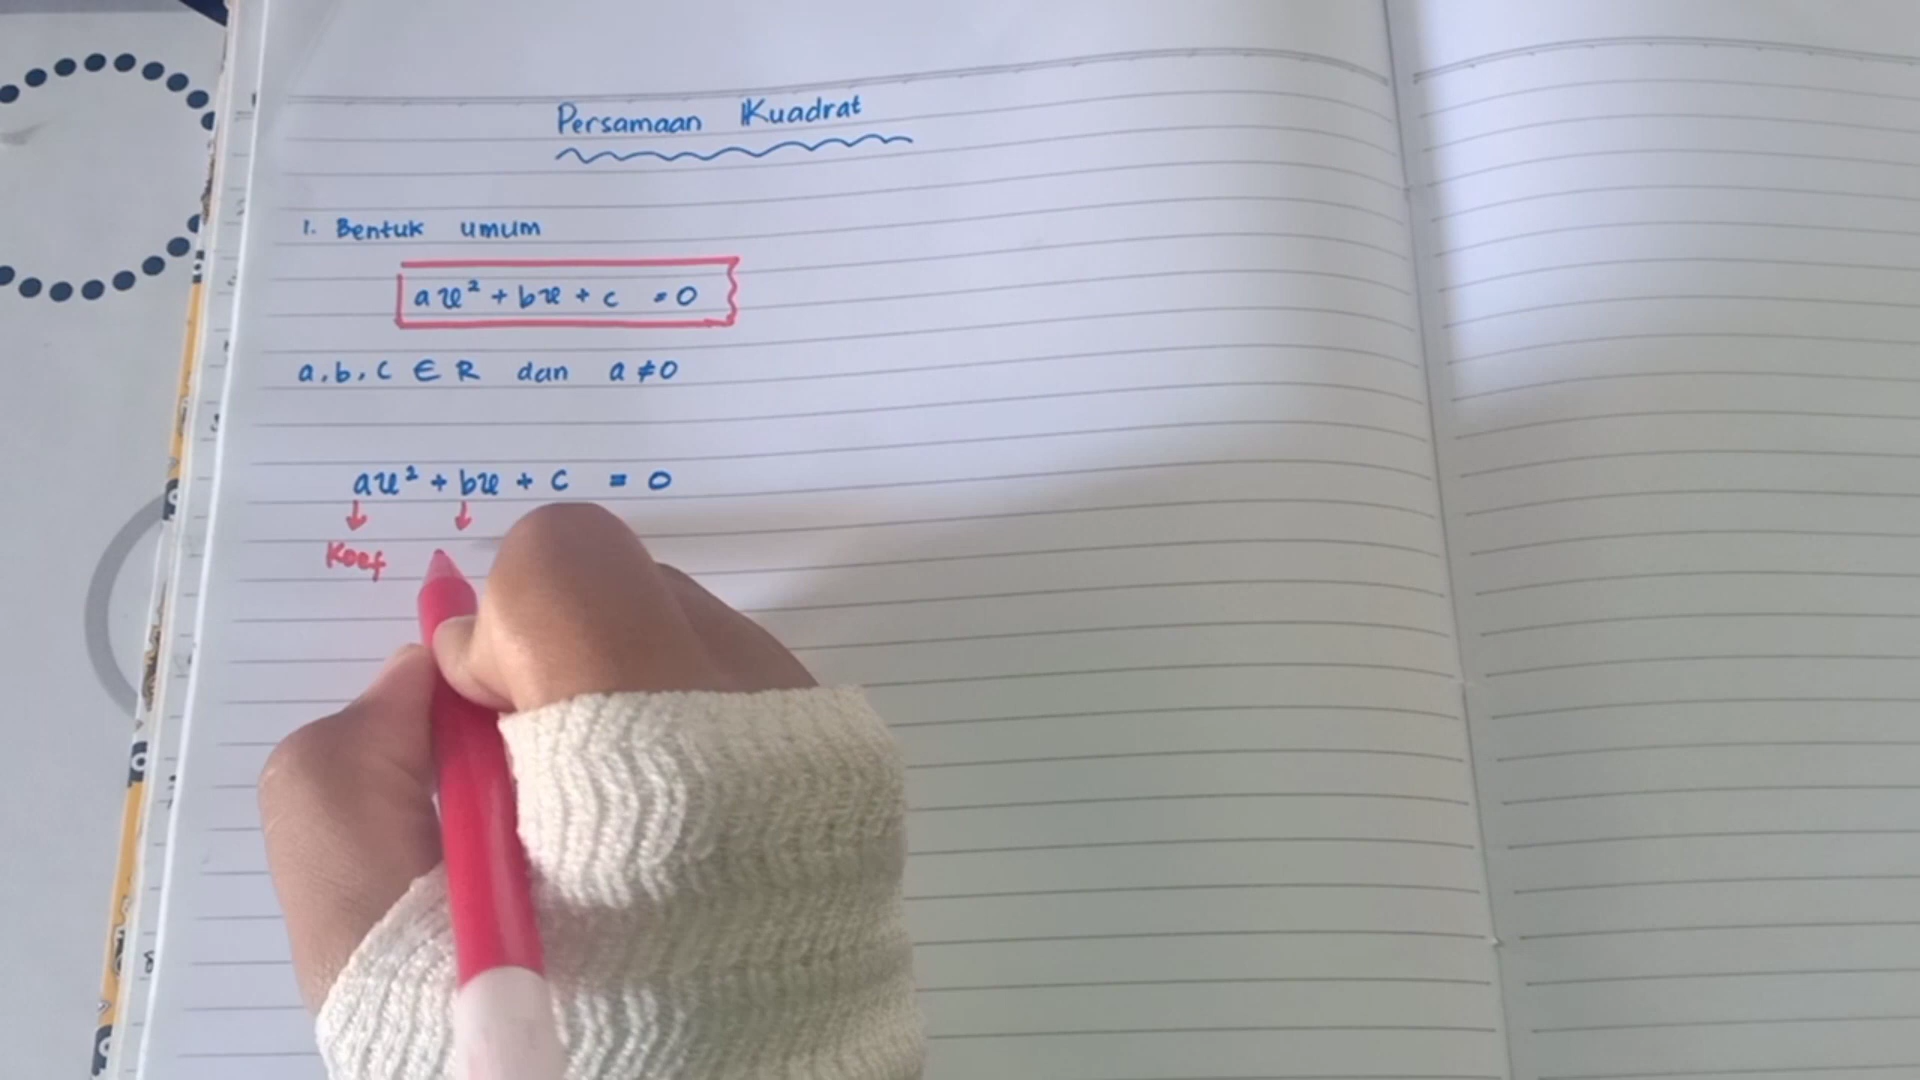 Persamaan Kuadrat
1. Bentuk umum
ax² + bx + c = 0
a, b, c ∈ R dan a ≠ 0
ax² + bx + c = 0
Koef